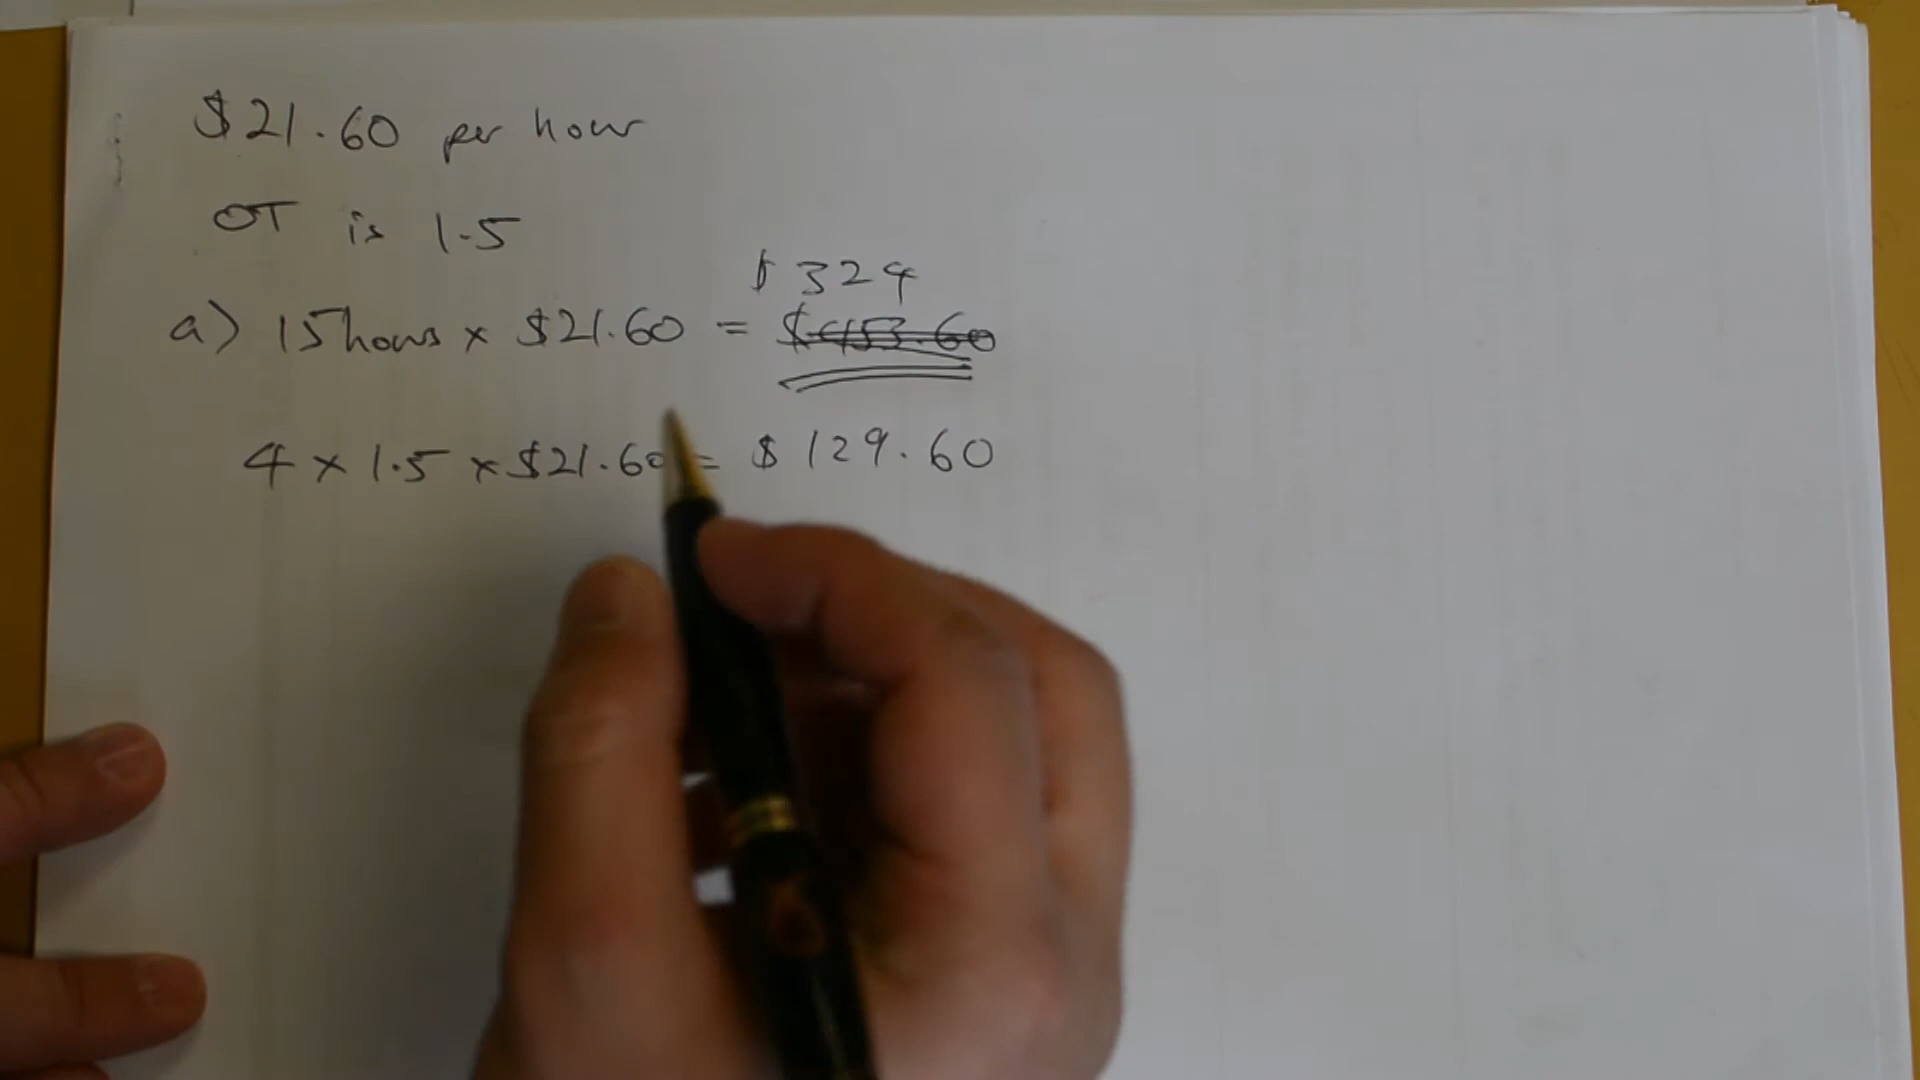 $21.60 per hour
OT is 1.5
$324
a) 15 hours x $21.60 = $453.60
4 x 1.5 x $21.60 = $129.60